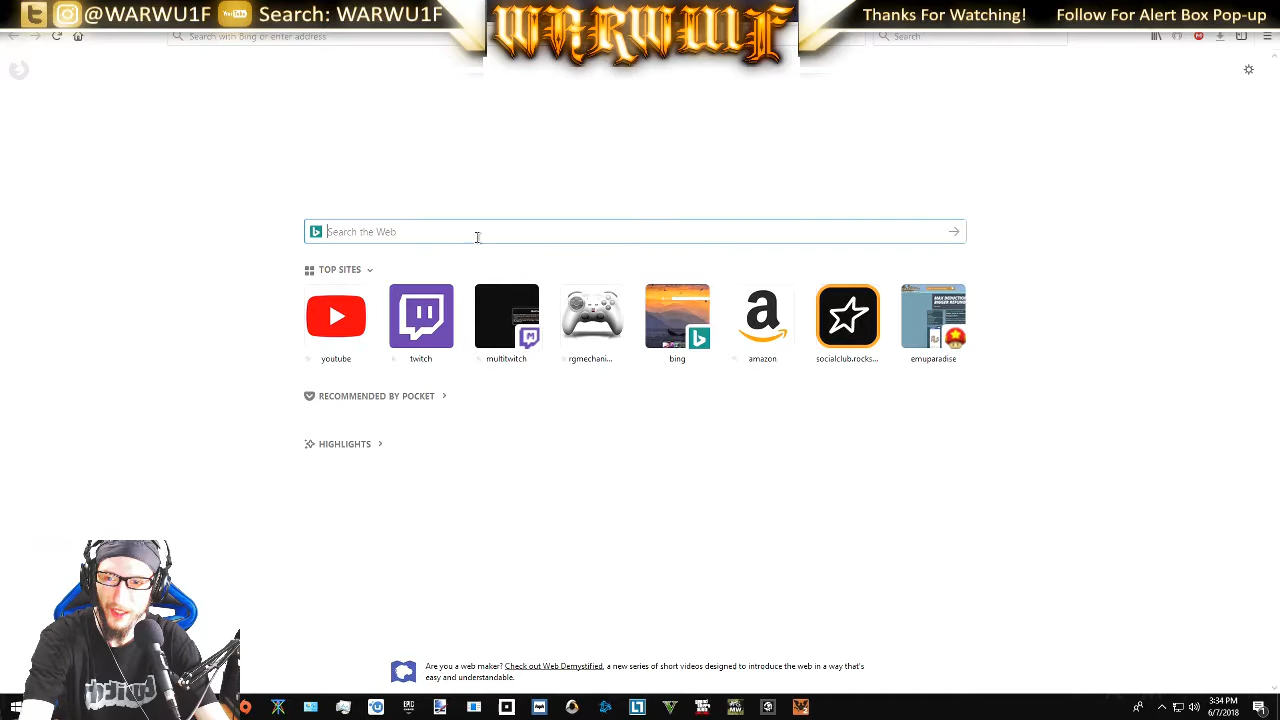 @WARWU1F
YouTube
Search: WARWU1F
WARWU1F
Thanks For Watching!
Follow For Alert Box Pop-up
Search with Bing or enter address
Search
Search the Web
TOP SITES
youtube
twitch
multitwitch
rgmechani...
bing
amazon
socialclub.rocks...
emuparadise
RECOMMENDED BY POCKET
HIGHLIGHTS
Are you a web maker? Check out Web Demystified, a new series of short videos designed to introduce the web in a way that's
easy and understandable.
3:34 PM
6/7/2018